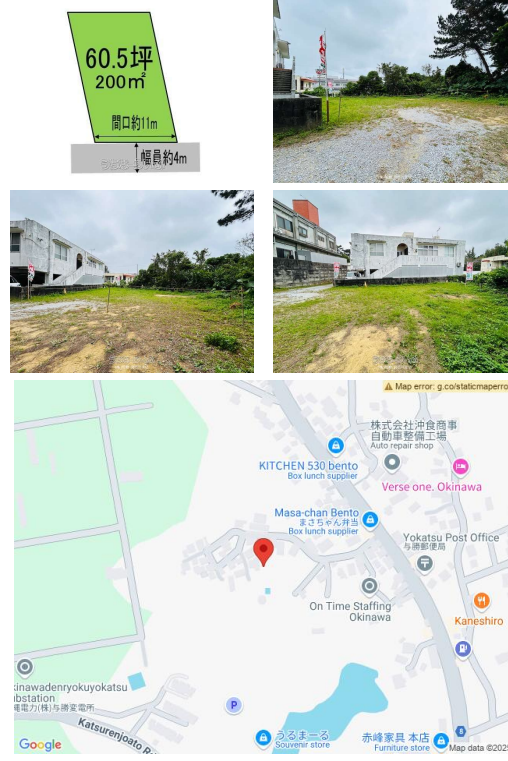 60.5坪
200㎡
間口約11m
幅員約4m
Map error: g.co/staticmaperro
株式会社沖食商事
自動車整備工場
Auto repair shop
KITCHEN 530 bento
Box lunch supplier
Verse one. Okinawa
Masa-chan Bento
まさちゃん弁当
Box lunch supplier
Yokatsu Post Office
与勝郵便局
On Time Staffing
Okinawa
Kaneshiro
inawadenryokuyokatsu
ubstation
縄電力(株)与勝変電所
P
Katsurenjoato R
うるまーる
Souvenir store
赤峰家具 本店
Furniture store
8
Google
Map data ©2025